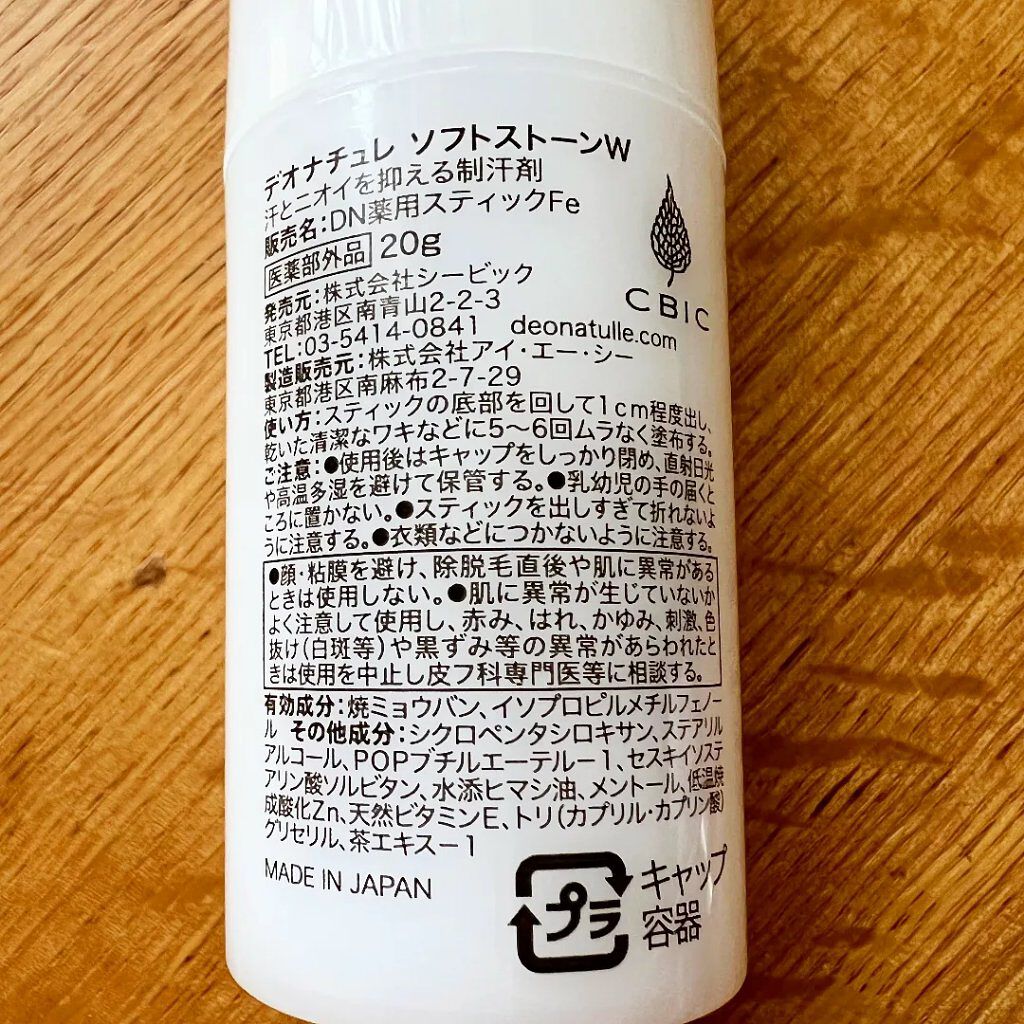 デオナチュレ ソフトストーンW
汗とニオイを抑える制汗剤
販売名:DN薬用スティックFe
医薬部外品 20g
CBIC
発売元:株式会社シービック
東京都港区南青山2-2-3
TEL:03-5414-0841 deonatulle.com
製造販売元:株式会社アイ・エー・シー
東京都港区南麻布2-7-29
使い方:スティックの底部を回して1cm程度出し、
乾いた清潔なワキなどに5〜6回ムラなく塗布する。
ご注意:●使用後はキャップをしっかり閉め、直射日光
や高温多湿を避けて保管する。●乳幼児の手の届くと
ころに置かない。●スティックを出しすぎて折れないよ
うに注意する。●衣類などにつかないように注意する。
●顔・粘膜を避け、除脱毛直後や肌に異常がある
ときは使用しない。●肌に異常が生じていないか
よく注意して使用し、赤み、はれ、かゆみ、刺激、色
抜け(白斑等)や黒ずみ等の異常があらわれたと
きは使用を中止し皮フ科専門医等に相談する。
有効成分:焼ミョウバン、イソプロピルメチルフェノー
ル その他成分:シクロペンタシロキサン、ステアリル
アルコール、POPブチルエーテル-1、セスキイソステ
アリン酸ソルビタン、水添ヒマシ油、メントール、低温焼
成酸化Zn、天然ビタミンE、トリ(カプリル・カプリン酸)
グリセリル、茶エキス-1
MADE IN JAPAN
プラ
キャップ
容器